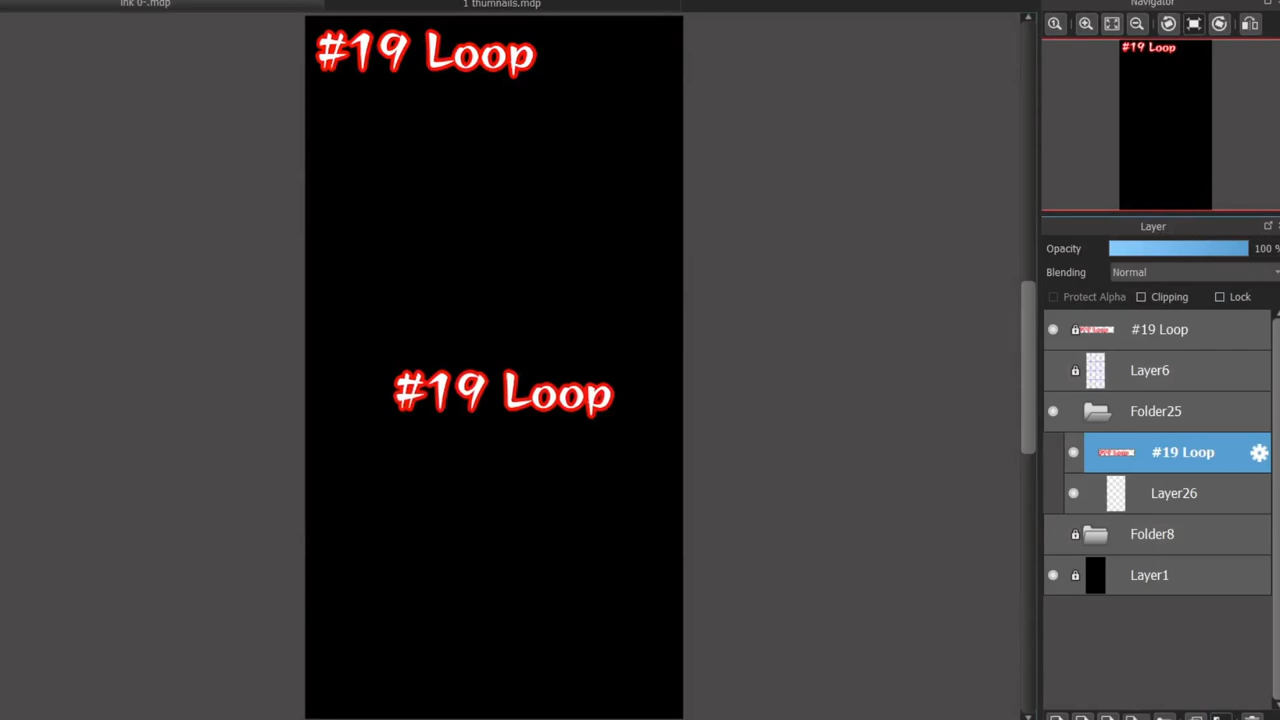 ink 0-.mdp
1 thumnails.mdp
Navigator
#19 Loop
#19 Loop
#19 Loop
Layer
Opacity 100 %
Blending Normal
Protect Alpha Clipping Lock
#19 Loop
Layer6
Folder25
#19 Loop
Layer26
Folder8
Layer1